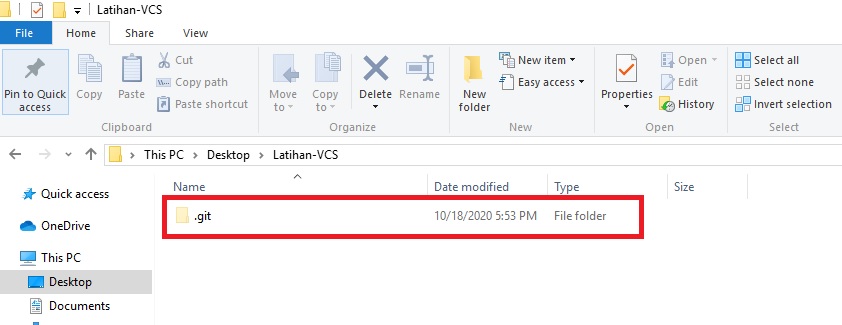 Latihan-VCS
File Home Share View
Pin to Quick access
Copy
Paste
Cut
Copy path
Paste shortcut
Clipboard
Move to
Copy to
Delete
Rename
Organize
New folder
New item
Easy access
New
Properties
Open
Edit
History
Open
Select all
Select none
Invert selection
Select
This PC > Desktop > Latihan-VCS
Quick access
OneDrive
This PC
Desktop
Documents
Name Date modified Type Size
.git 10/18/2020 5:53 PM File folder